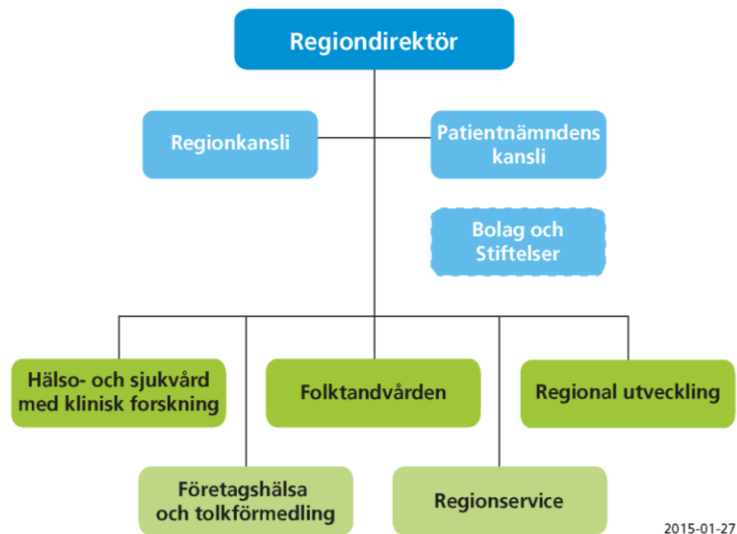 Regiondirektör
Regionkansli
Patientnämndens
kansli
Bolag och
Stiftelser
Hälso- och sjukvård
med klinisk forskning
Folktandvården
Regional utveckling
Företagshälsa
och tolkförmedling
Regionservice
2015-01-27